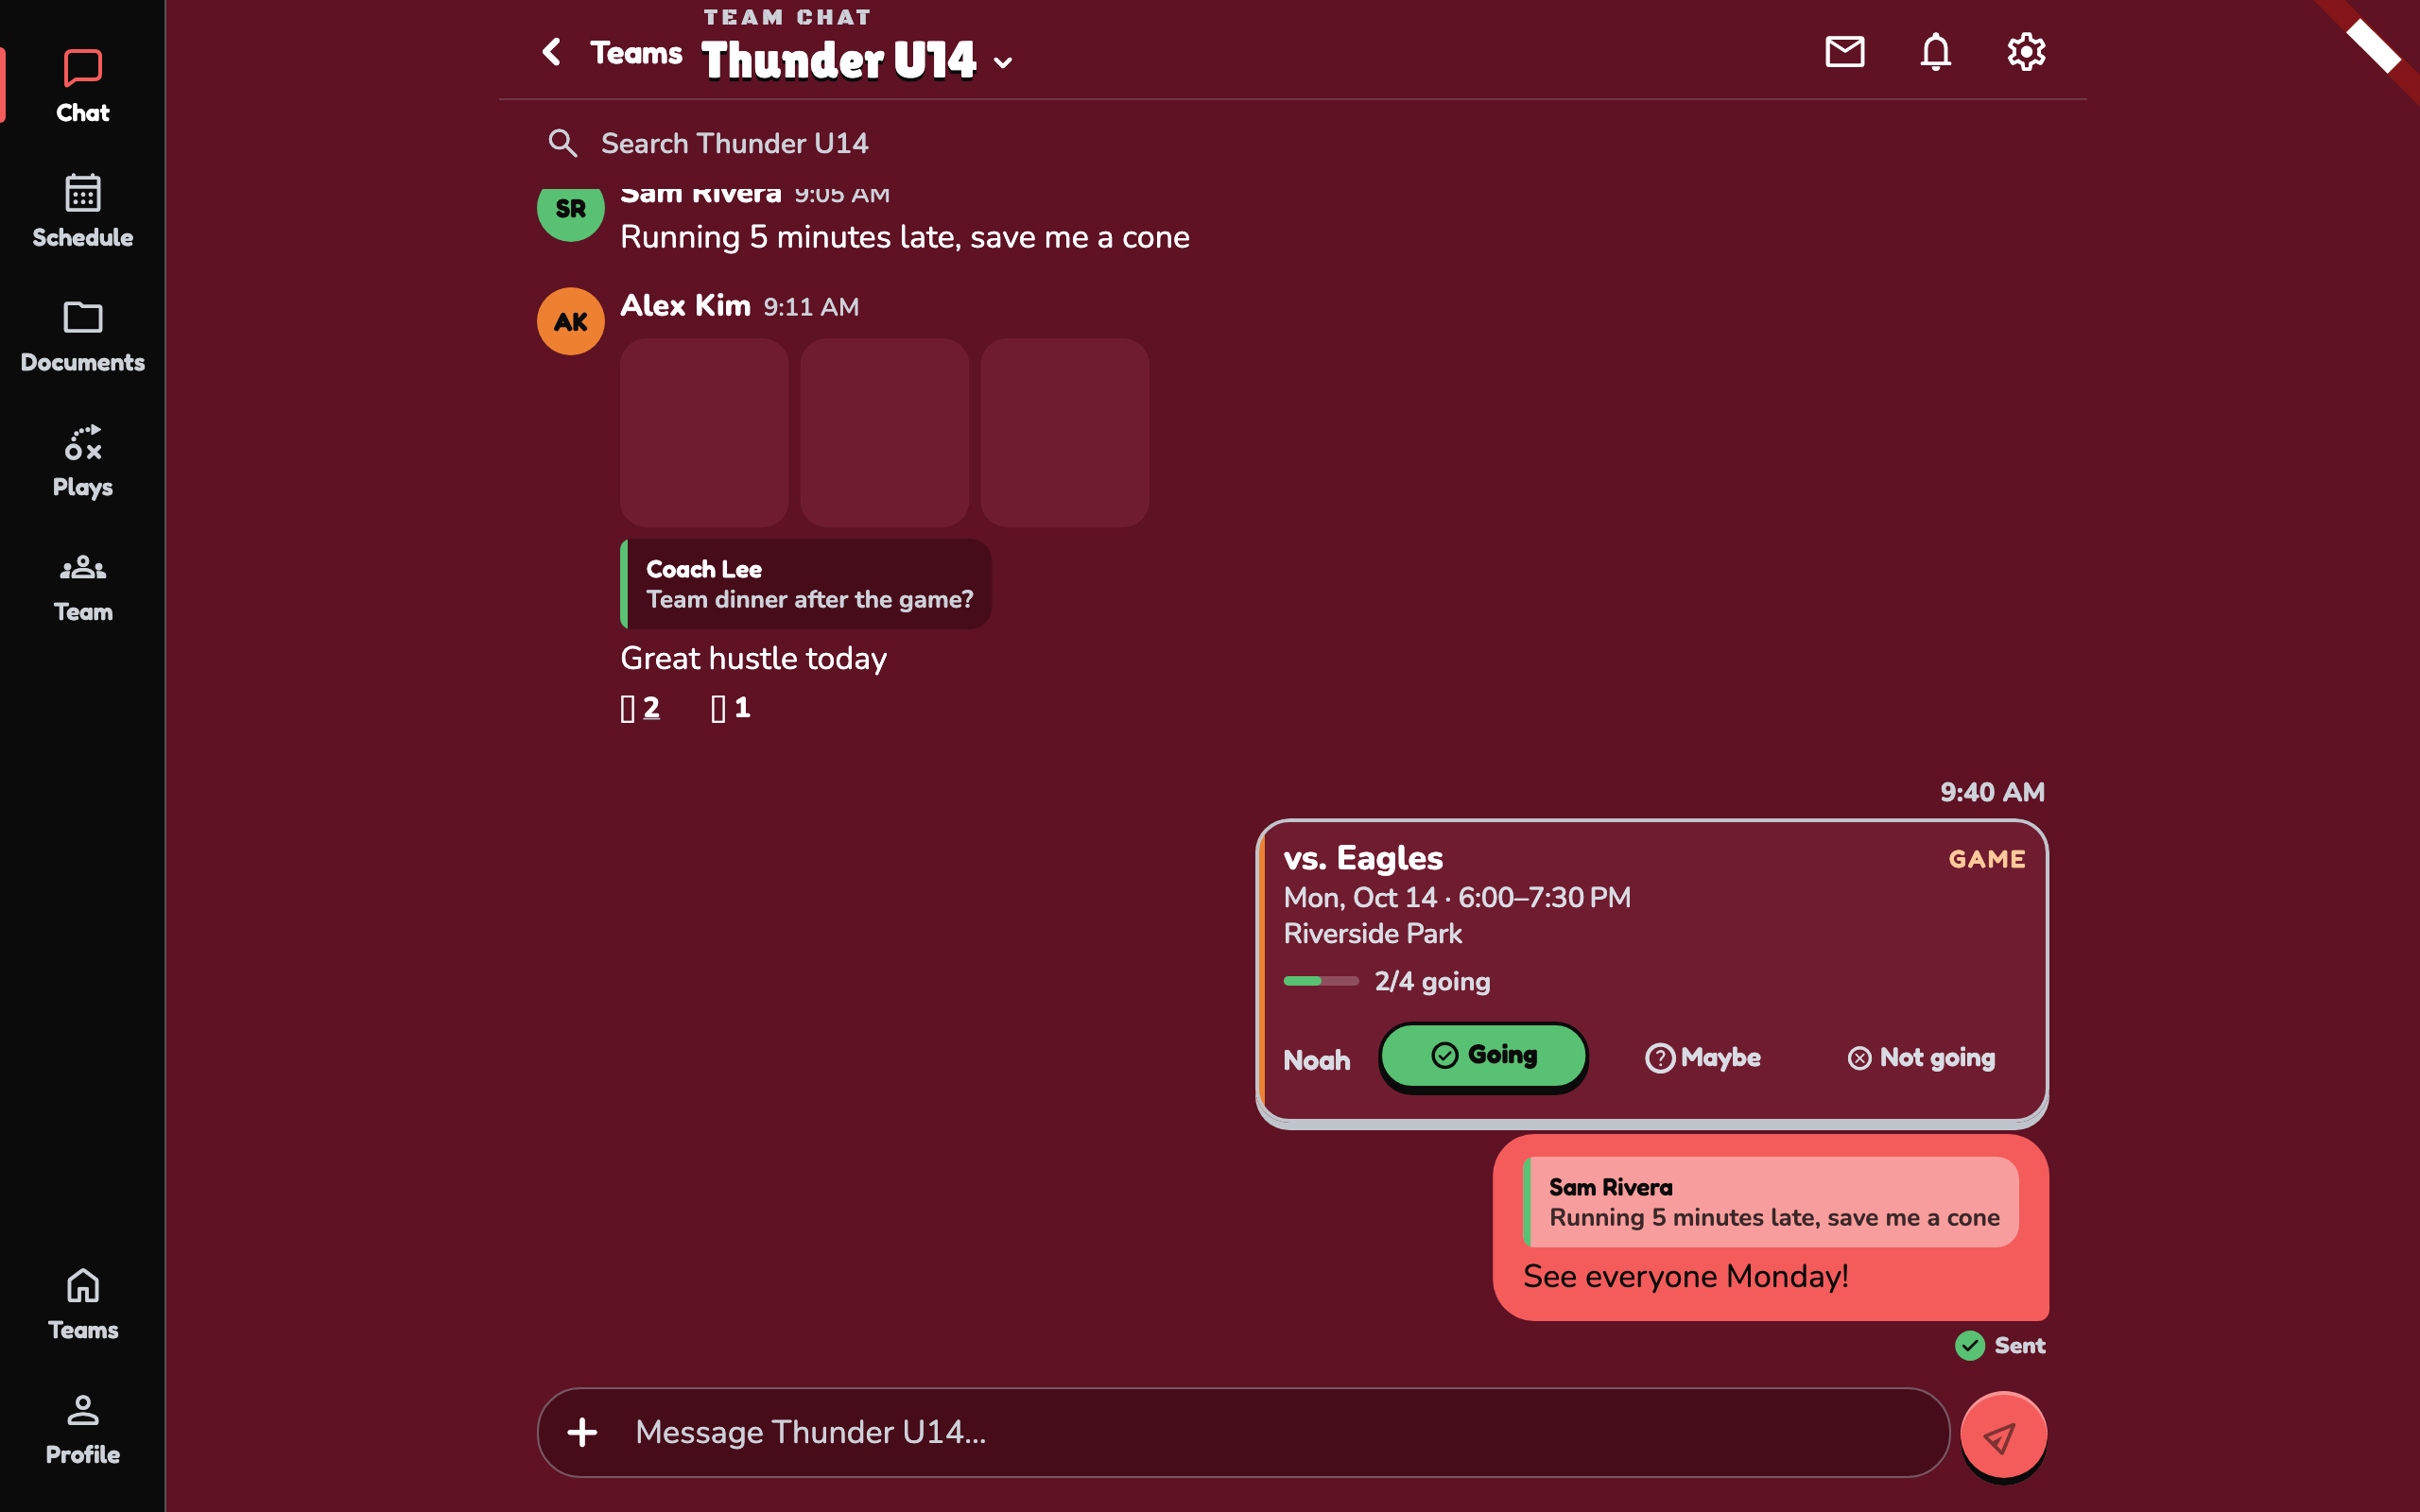 Chat
Schedule
Documents
Plays
Team
Teams
Profile
Teams
TEAM CHAT
Thunder U14
Search Thunder U14
SR
Sam Rivera 9:05 AM
Running 5 minutes late, save me a cone
AK
Alex Kim 9:11 AM
Coach Lee
Team dinner after the game?
Great hustle today
2 1
9:40 AM
vs. Eagles GAME
Mon, Oct 14 · 6:00–7:30 PM
Riverside Park
2/4 going
Noah Going Maybe Not going
Sam Rivera
Running 5 minutes late, save me a cone
See everyone Monday!
Sent
Message Thunder U14...